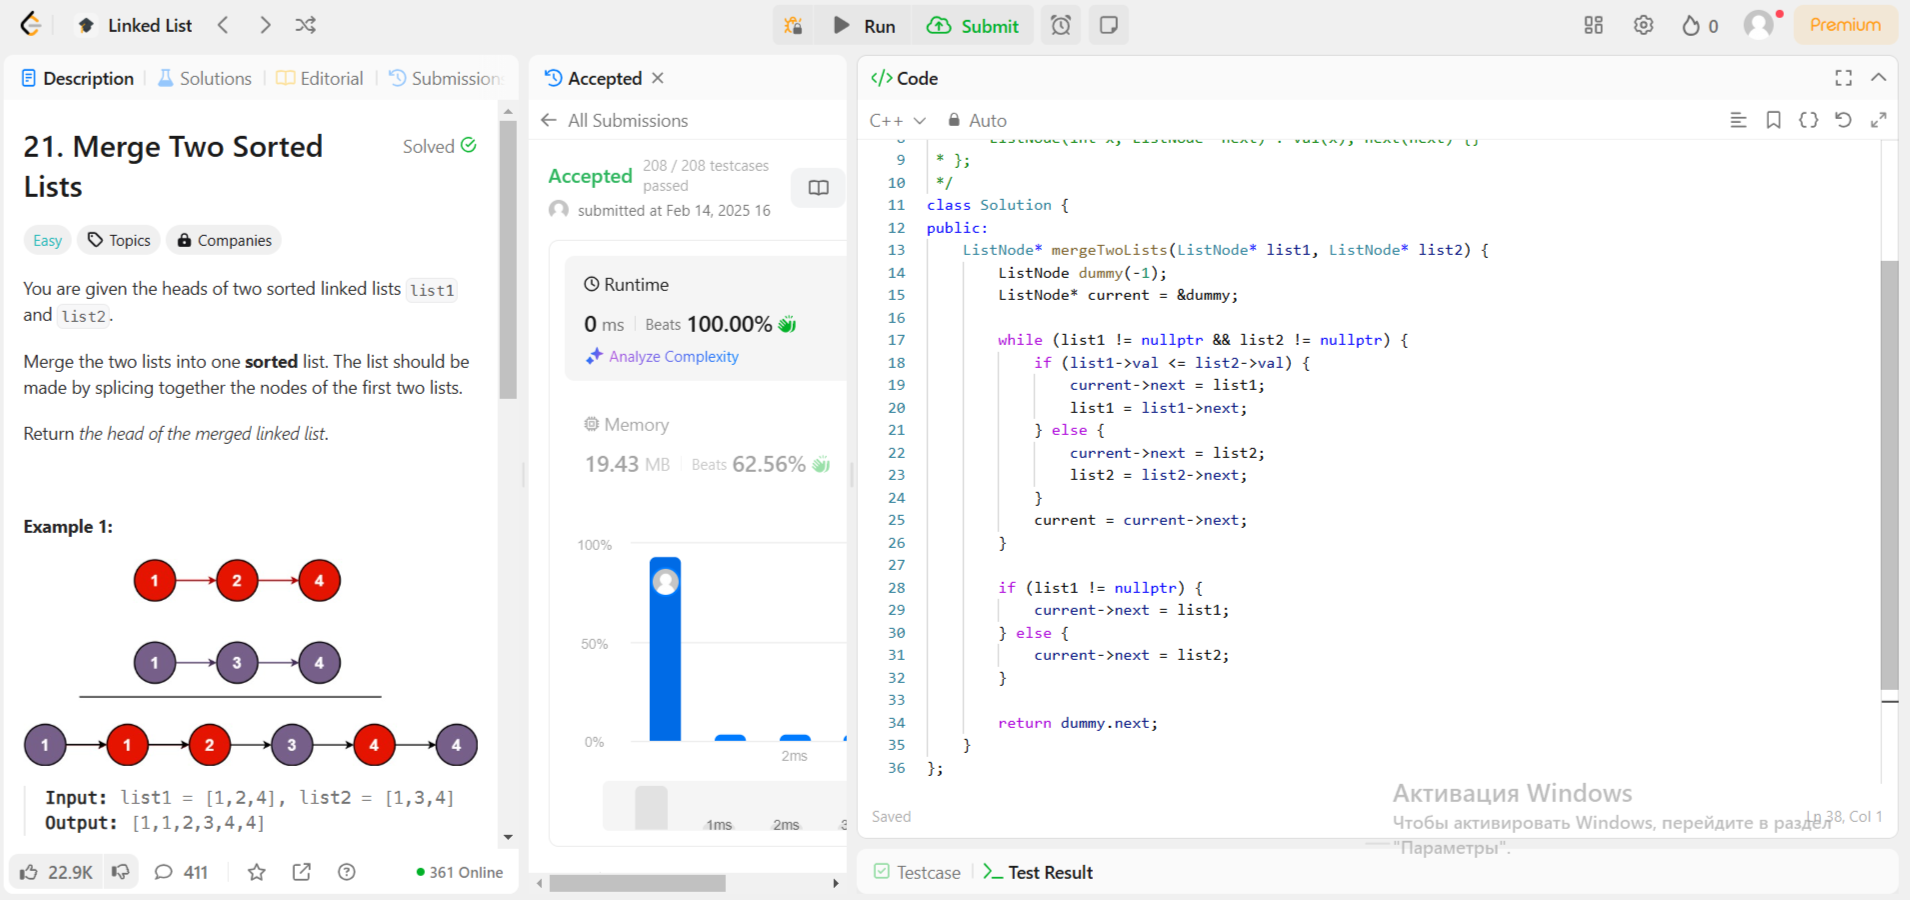 Linked List
Run
Submit
0
Premium
Description
Solutions
Editorial
Submissions
21. Merge Two Sorted
Lists
Solved
Easy
Topics
Companies
You are given the heads of two sorted linked lists list1
and list2.
Merge the two lists into one sorted list. The list should be
made by splicing together the nodes of the first two lists.
Return the head of the merged linked list.
Example 1:
1 2 4
1 3 4
1 1 2 3 4 4
Input: list1 = [1,2,4], list2 = [1,3,4]
Output: [1,1,2,3,4,4]
22.9K
411
361 Online
Accepted
All Submissions
Accepted
208 / 208 testcases
passed
submitted at Feb 14, 2025 16
Runtime
0 ms
Beats 100.00%
Analyze Complexity
Memory
19.43 MB
Beats 62.56%
100%
50%
0%
2ms
1ms 2ms 3
</> Code
C++
Auto
9 * };
10 */
11 class Solution {
12 public:
13 ListNode* mergeTwoLists(ListNode* list1, ListNode* list2) {
14 ListNode dummy(-1);
15 ListNode* current = &dummy;
16
17 while (list1 != nullptr && list2 != nullptr) {
18 if (list1->val <= list2->val) {
19 current->next = list1;
20 list1 = list1->next;
21 } else {
22 current->next = list2;
23 list2 = list2->next;
24 }
25 current = current->next;
26 }
27
28 if (list1 != nullptr) {
29 current->next = list1;
30 } else {
31 current->next = list2;
32 }
33
34 return dummy.next;
35 }
36 };
Saved
Ln 38, Col 1
Активация Windows
Чтобы активировать Windows, перейдите в раздел
"Параметры".
Testcase
Test Result